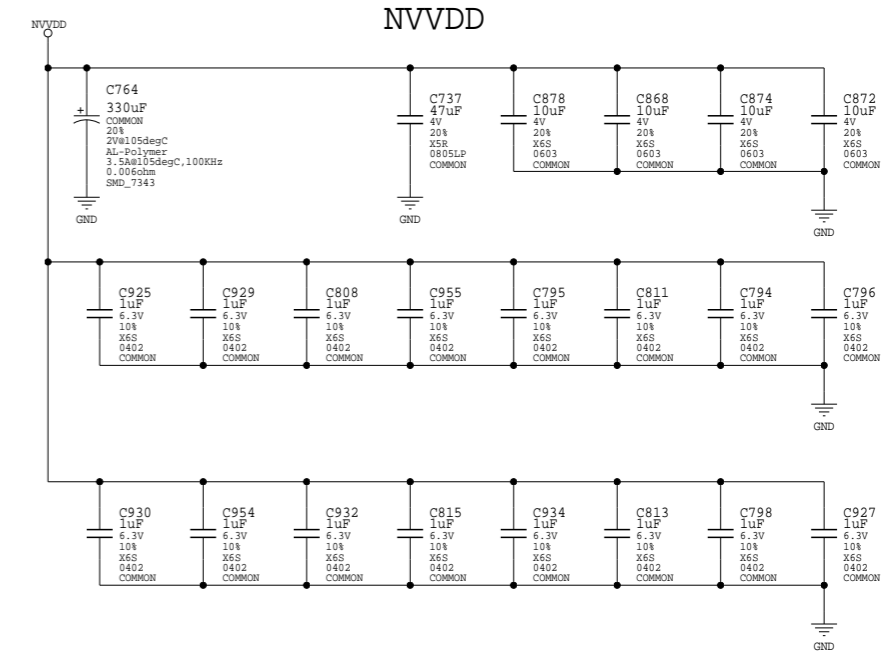 NVVDD
NVVDD
C764
330uF
COMMON
20%
2V@105degC
AL-Polymer
3.5A@105degC,100KHz
0.006ohm
SMD_7343
+
GND
C737
47uF
4V
20%
X5R
0805LP
COMMON
GND
C878
10uF
4V
20%
X6S
0603
COMMON
C868
10uF
4V
20%
X6S
0603
COMMON
C874
10uF
4V
20%
X6S
0603
COMMON
C872
10uF
4V
20%
X6S
0603
COMMON
GND
C925
1uF
6.3V
10%
X6S
0402
COMMON
C929
1uF
6.3V
10%
X6S
0402
COMMON
C808
1uF
6.3V
10%
X6S
0402
COMMON
C955
1uF
6.3V
10%
X6S
0402
COMMON
C795
1uF
6.3V
10%
X6S
0402
COMMON
C811
1uF
6.3V
10%
X6S
0402
COMMON
C794
1uF
6.3V
10%
X6S
0402
COMMON
C796
1uF
6.3V
10%
X6S
0402
COMMON
GND
C930
1uF
6.3V
10%
X6S
0402
COMMON
C954
1uF
6.3V
10%
X6S
0402
COMMON
C932
1uF
6.3V
10%
X6S
0402
COMMON
C815
1uF
6.3V
10%
X6S
0402
COMMON
C934
1uF
6.3V
10%
X6S
0402
COMMON
C813
1uF
6.3V
10%
X6S
0402
COMMON
C798
1uF
6.3V
10%
X6S
0402
COMMON
C927
1uF
6.3V
10%
X6S
0402
COMMON
GND